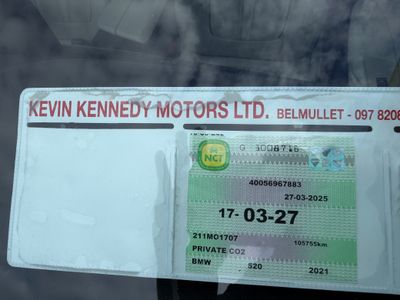 KEVIN KENNEDY MOTORS LTD. BELMULLET - 097 8208
NCT
40056967883
27-03-2025
17- 03-27
211MO1707
105755km
PRIVATE CO2
BMW 520 2021